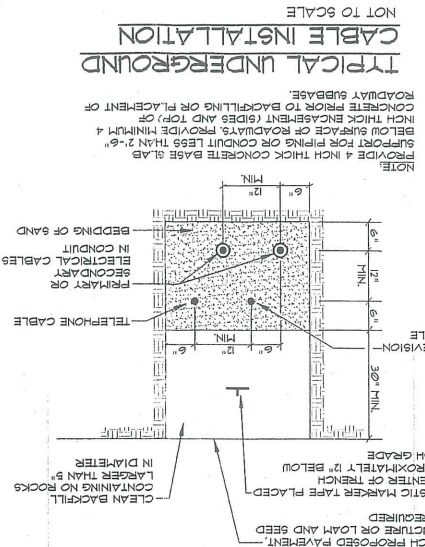 CH PROPOSED PAVEMENT,
CTURE OR LOAM AND SEED
REQUIRED
STIC MARKER TAPE PLACED
ENTER OF TRENCH
ROXIMATELY 12" BELOW
SH GRADE
CLEAN BACKFILL
CONTAINING NO ROCKS
LARGER THAN 5"
IN DIAMETER
30" MIN.
EVISION
LE
6" 12" 6"
MIN.
TELEPHONE CABLE
6"
12"
MIN.
6"
PRIMARY OR
SECONDARY
ELECTRICAL CABLES
IN CONDUIT
BEDDING OF SAND
6" 12"
MIN.
NOTE:
PROVIDE 4 INCH THICK CONCRETE BASE SLAB
SUPPORT FOR PIPING OR CONDUIT LESS THAN 2'-6"
BELOW SURFACE OF ROADWAYS. PROVIDE MINIMUM 4
INCH THICK ENCASEMENT (SIDES AND TOP) OF
CONCRETE PRIOR TO BACKFILLING OR PLACEMENT OF
ROADWAY SUBBASE.
TYPICAL UNDERGROUND
CABLE INSTALLATION
NOT TO SCALE